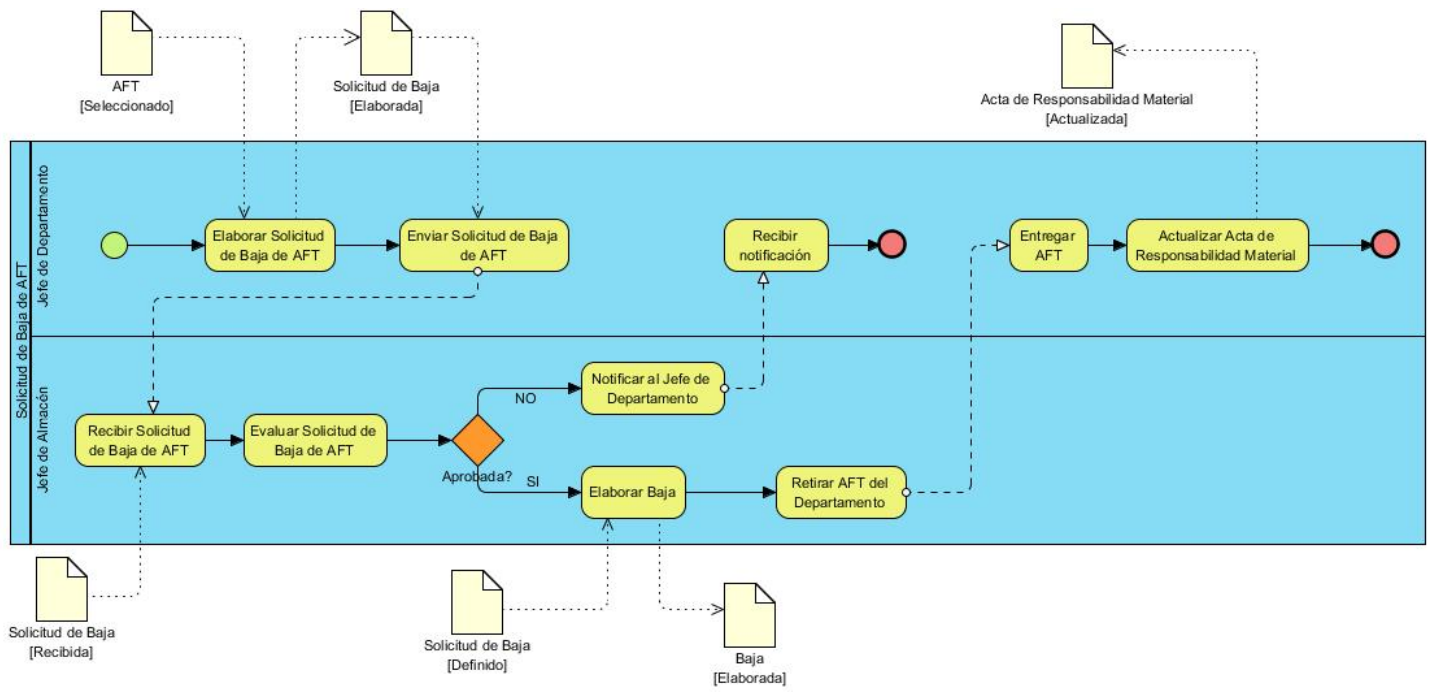 AFT
[Seleccionado]
Solicitud de Baja
[Elaborada]
Acta de Responsabilidad Material
[Actualizada]
Solicitud de Baja de AFT
Jefe de Departamento
Elaborar Solicitud
de Baja de AFT
Enviar Solicitud de Baja
de AFT
Recibir
notificación
Entregar
AFT
Actualizar Acta de
Responsabilidad Material
Jefe de Almacén
Recibir Solicitud
de Baja de AFT
Evaluar Solicitud de
Baja de AFT
Aprobada?
NO
Notificar al Jefe de
Departamento
SI
Elaborar Baja
Retirar AFT del
Departamento
Solicitud de Baja
[Recibida]
Solicitud de Baja
[Definido]
Baja
[Elaborada]